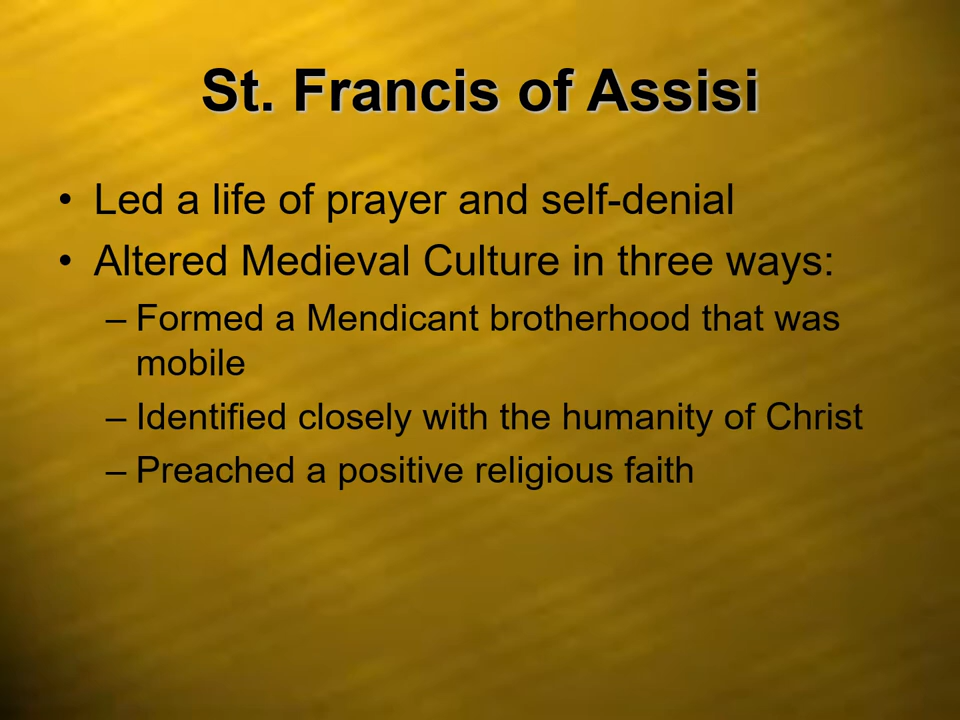 St. Francis of Assisi
• Led a life of prayer and self-denial
• Altered Medieval Culture in three ways:
– Formed a Mendicant brotherhood that was
mobile
– Identified closely with the humanity of Christ
– Preached a positive religious faith